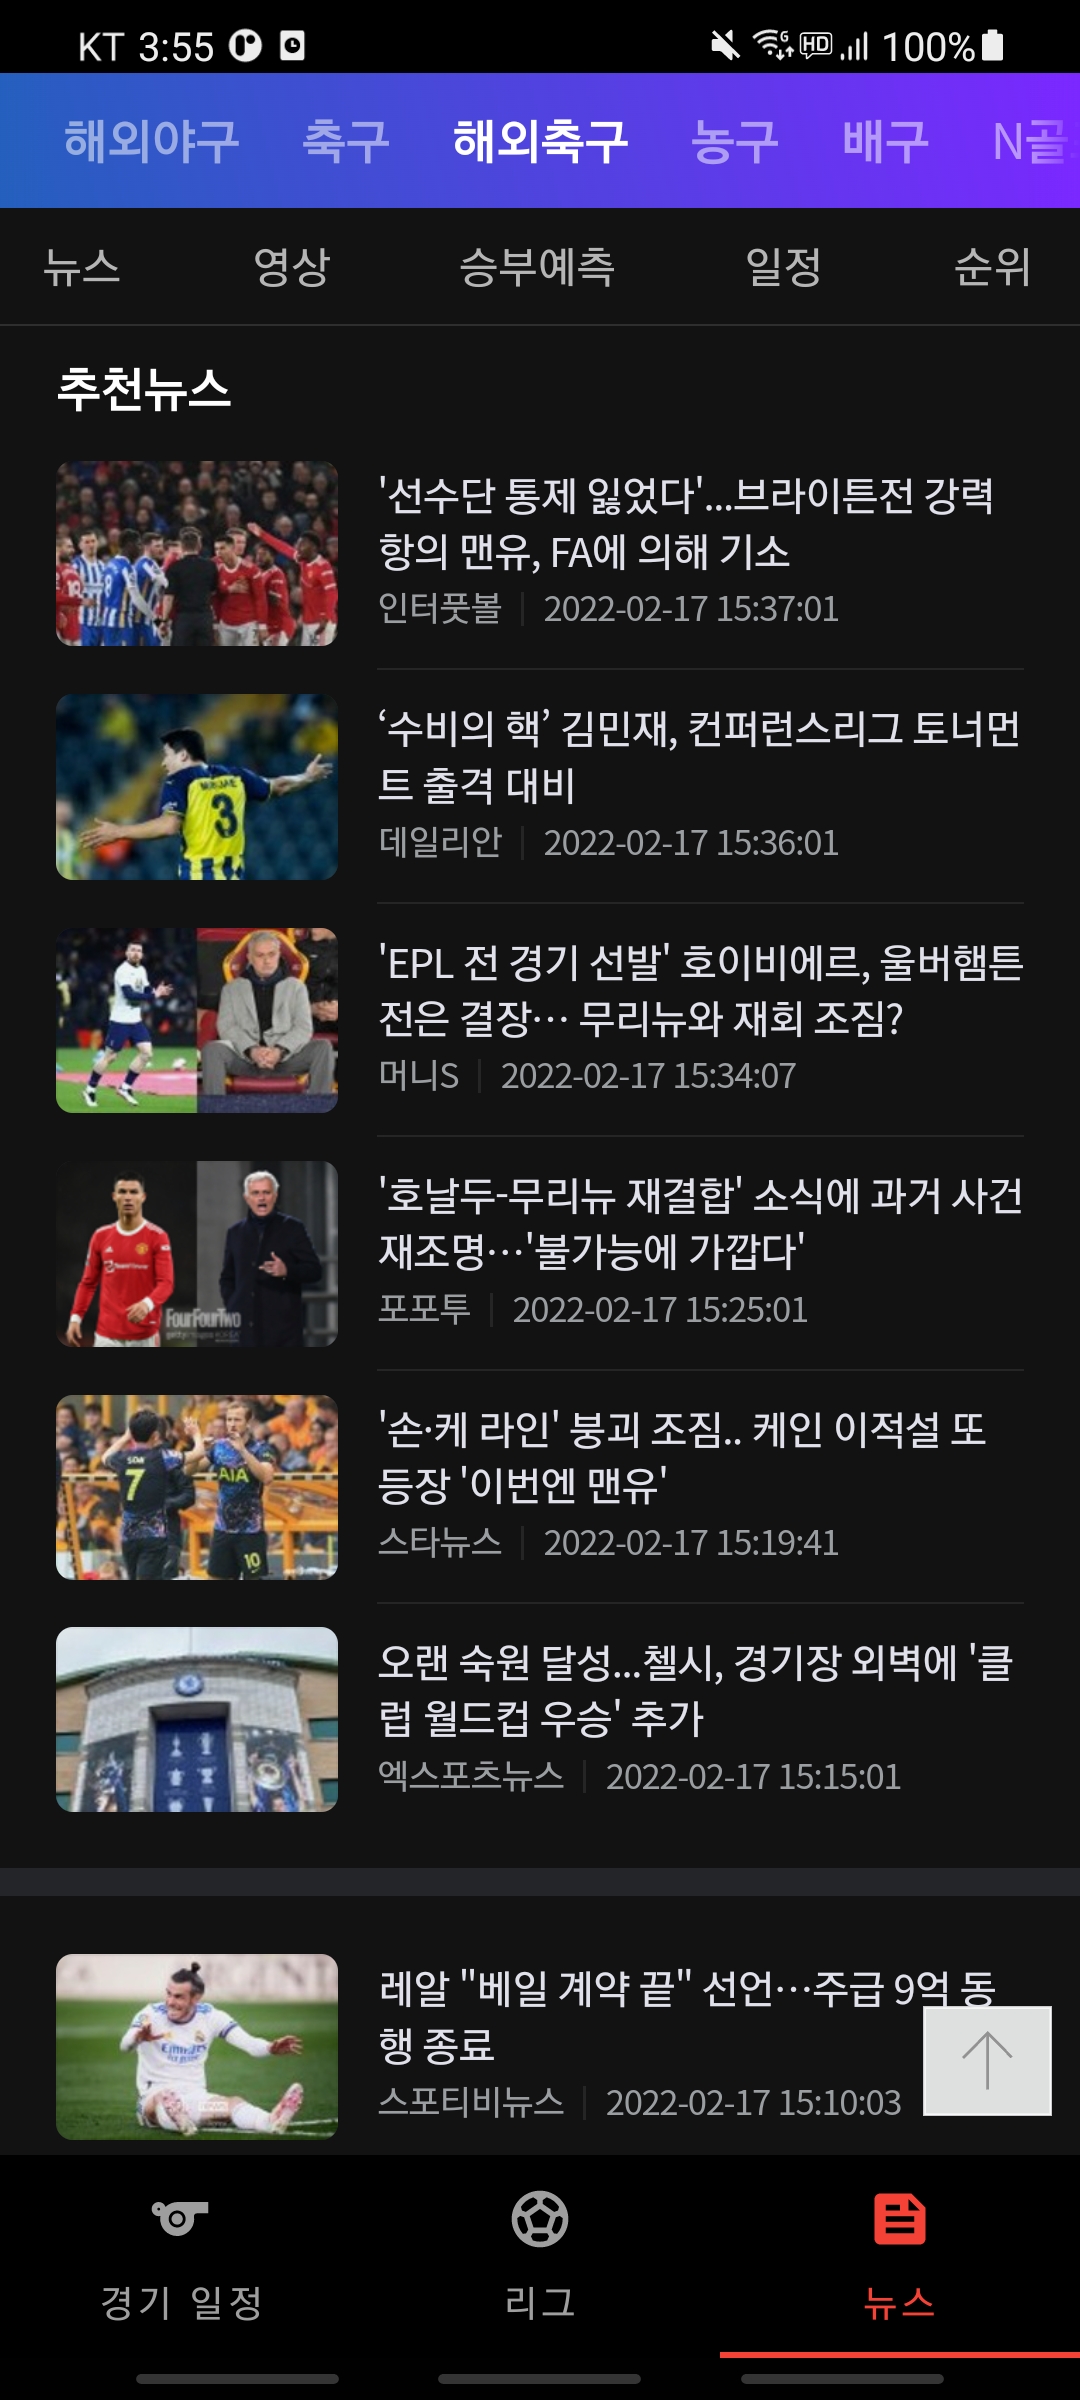 KT 3:55
HD 100%
해외야구 축구 해외축구 농구 배구 N골
뉴스 영상 승부예측 일정 순위
추천뉴스
'선수단 통제 잃었다'...브라이튼전 강력
항의 맨유, FA에 의해 기소
인터풋볼 2022-02-17 15:37:01
‘수비의 핵’ 김민재, 컨퍼런스리그 토너먼
트 출격 대비
데일리안 2022-02-17 15:36:01
3
'EPL 전 경기 선발' 호이비에르, 울버햄튼
전은 결장… 무리뉴와 재회 조짐?
머니S 2022-02-17 15:34:07
'호날두-무리뉴 재결합' 소식에 과거 사건
재조명…'불가능에 가깝다'
포포투 2022-02-17 15:25:01
FourFourTwo
'손·케 라인' 붕괴 조짐.. 케인 이적설 또
등장 '이번엔 맨유'
스타뉴스 2022-02-17 15:19:41
SON
7
AIA
10
오랜 숙원 달성...첼시, 경기장 외벽에 '클
럽 월드컵 우승' 추가
엑스포츠뉴스 2022-02-17 15:15:01
레알 "베일 계약 끝" 선언…주급 9억 동
행 종료
스포티비뉴스 2022-02-17 15:10:03
경기 일정 리그 뉴스